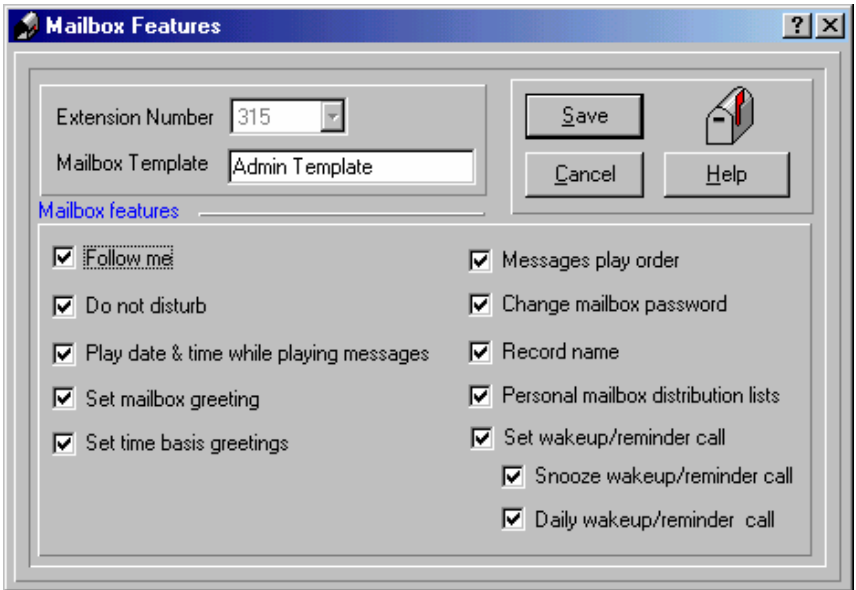 Mailbox Features
Extension Number 315
Mailbox Template Admin Template
Save
Cancel
Help
Mailbox features
Follow me
Do not disturb
Play date & time while playing messages
Set mailbox greeting
Set time basis greetings
Messages play order
Change mailbox password
Record name
Personal mailbox distribution lists
Set wakeup/reminder call
Snooze wakeup/reminder call
Daily wakeup/reminder call